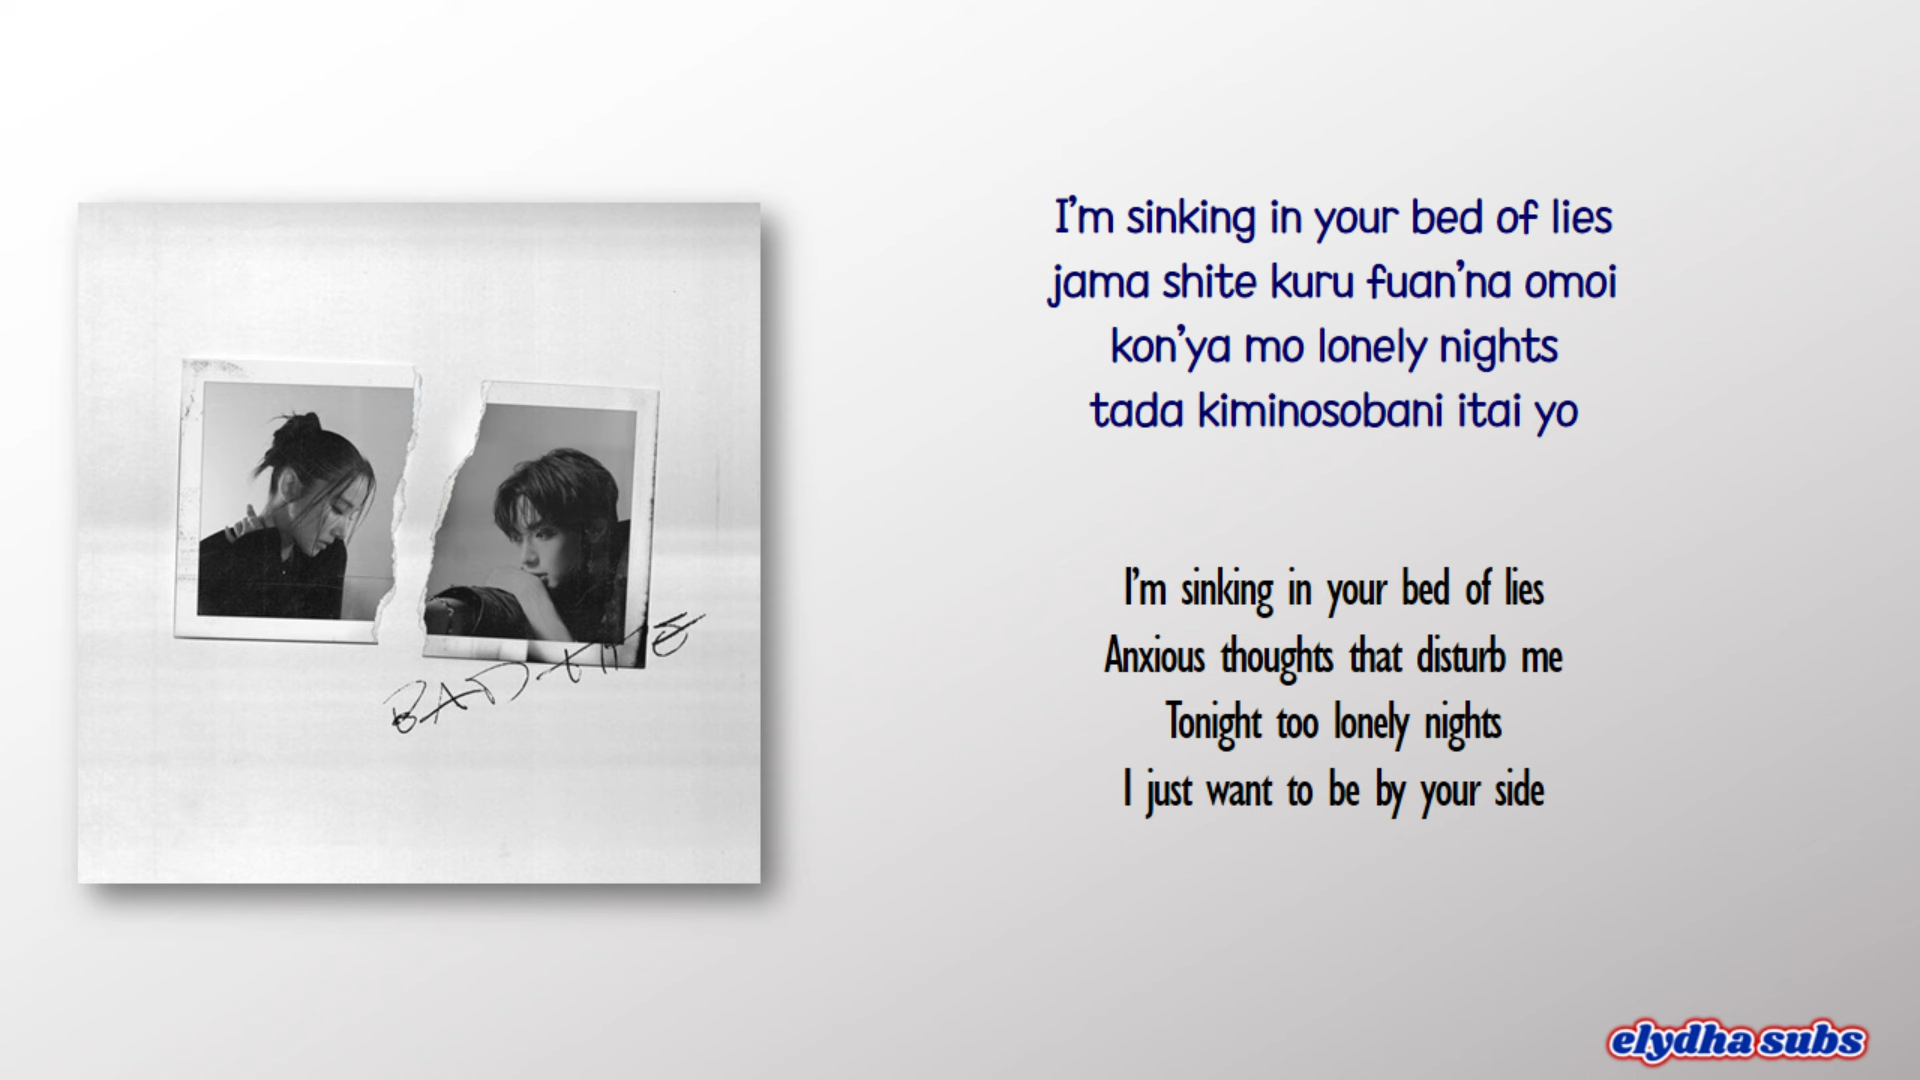 I'm sinking in your bed of lies
jama shite kuru fuan'na omoi
kon'ya mo lonely nights
tada kiminosobani itai yo
I'm sinking in your bed of lies
Anxious thoughts that disturb me
Tonight too lonely nights
I just want to be by your side
BAD TIME
elydha subs